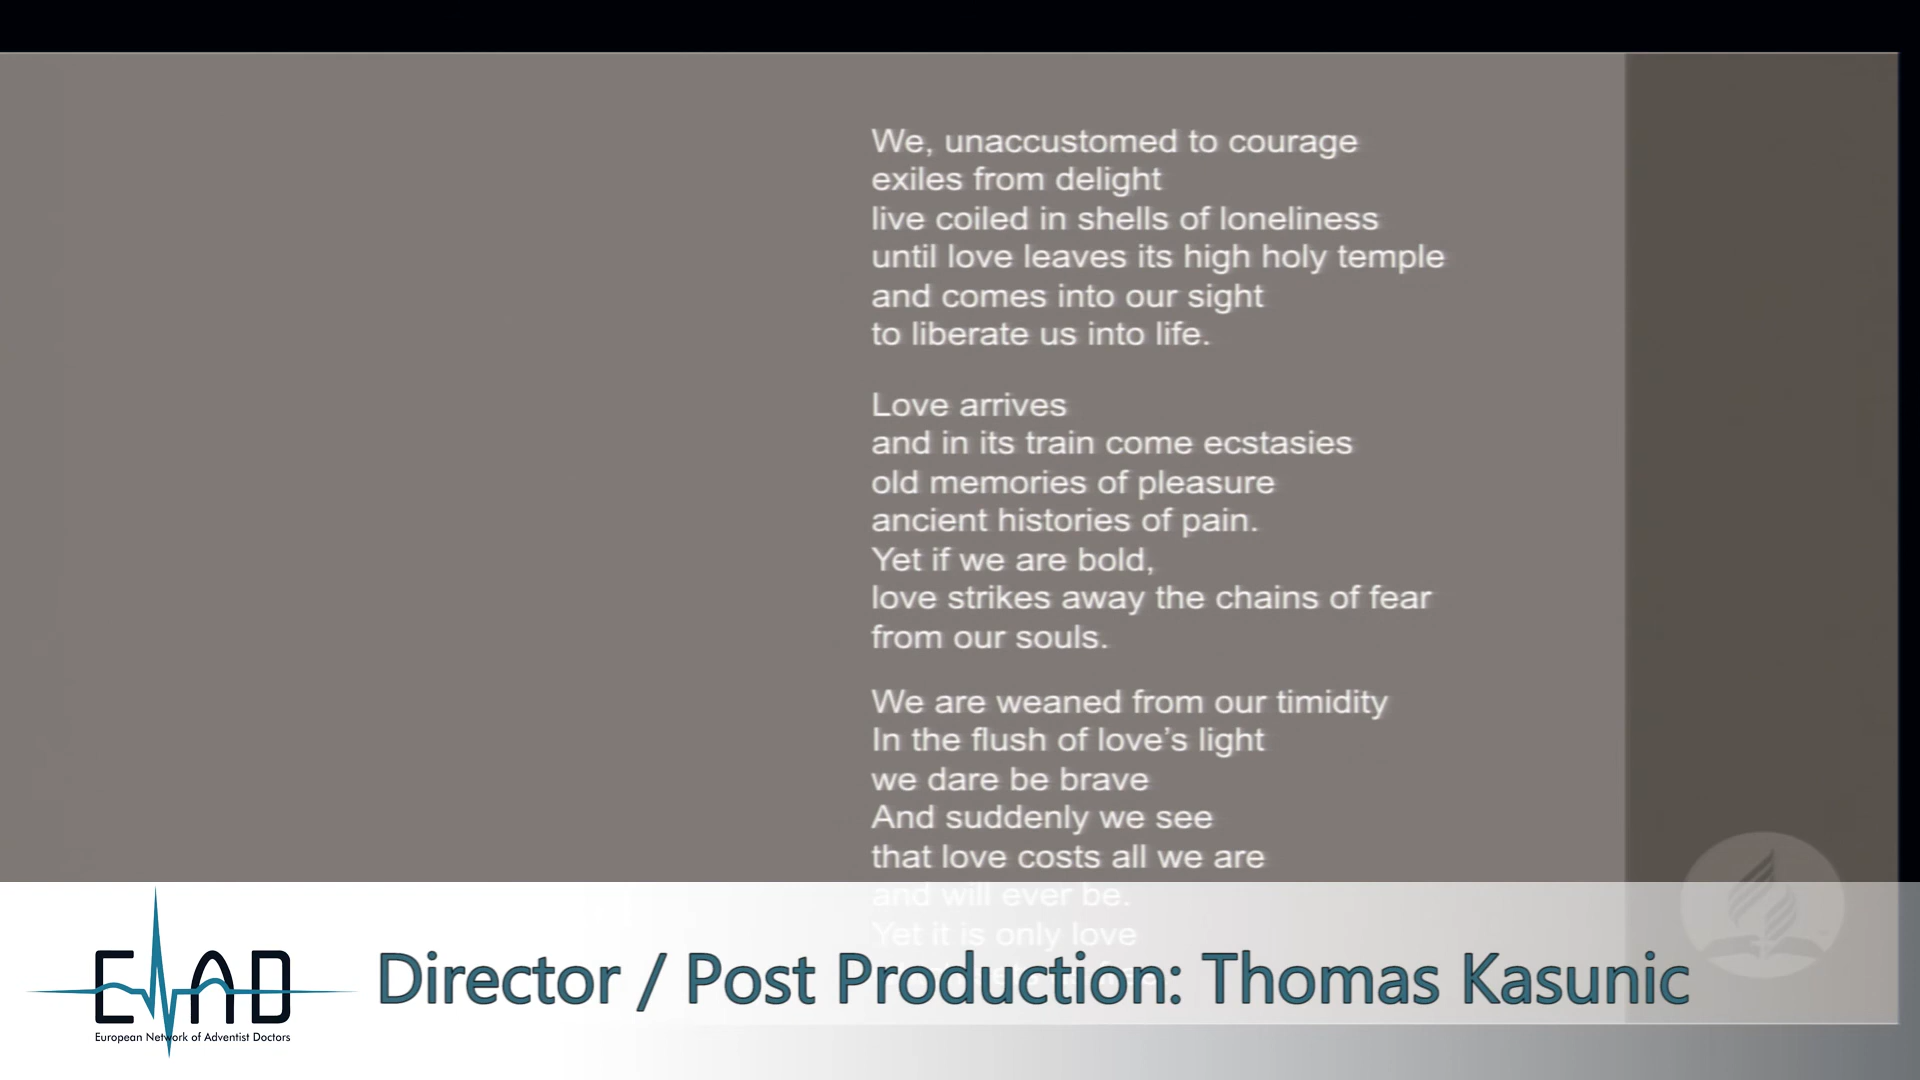 We, unaccustomed to courage
exiles from delight
live coiled in shells of loneliness
until love leaves its high holy temple
and comes into our sight
to liberate us into life.
Love arrives
and in its train come ecstasies
old memories of pleasure
ancient histories of pain.
Yet if we are bold,
love strikes away the chains of fear
from our souls.
We are weaned from our timidity
In the flush of love’s light
we dare be brave
And suddenly we see
that love costs all we are
and will ever be.
Yet it is only love
ENAD
European Network of Adventist Doctors
Director / Post Production: Thomas Kasunic